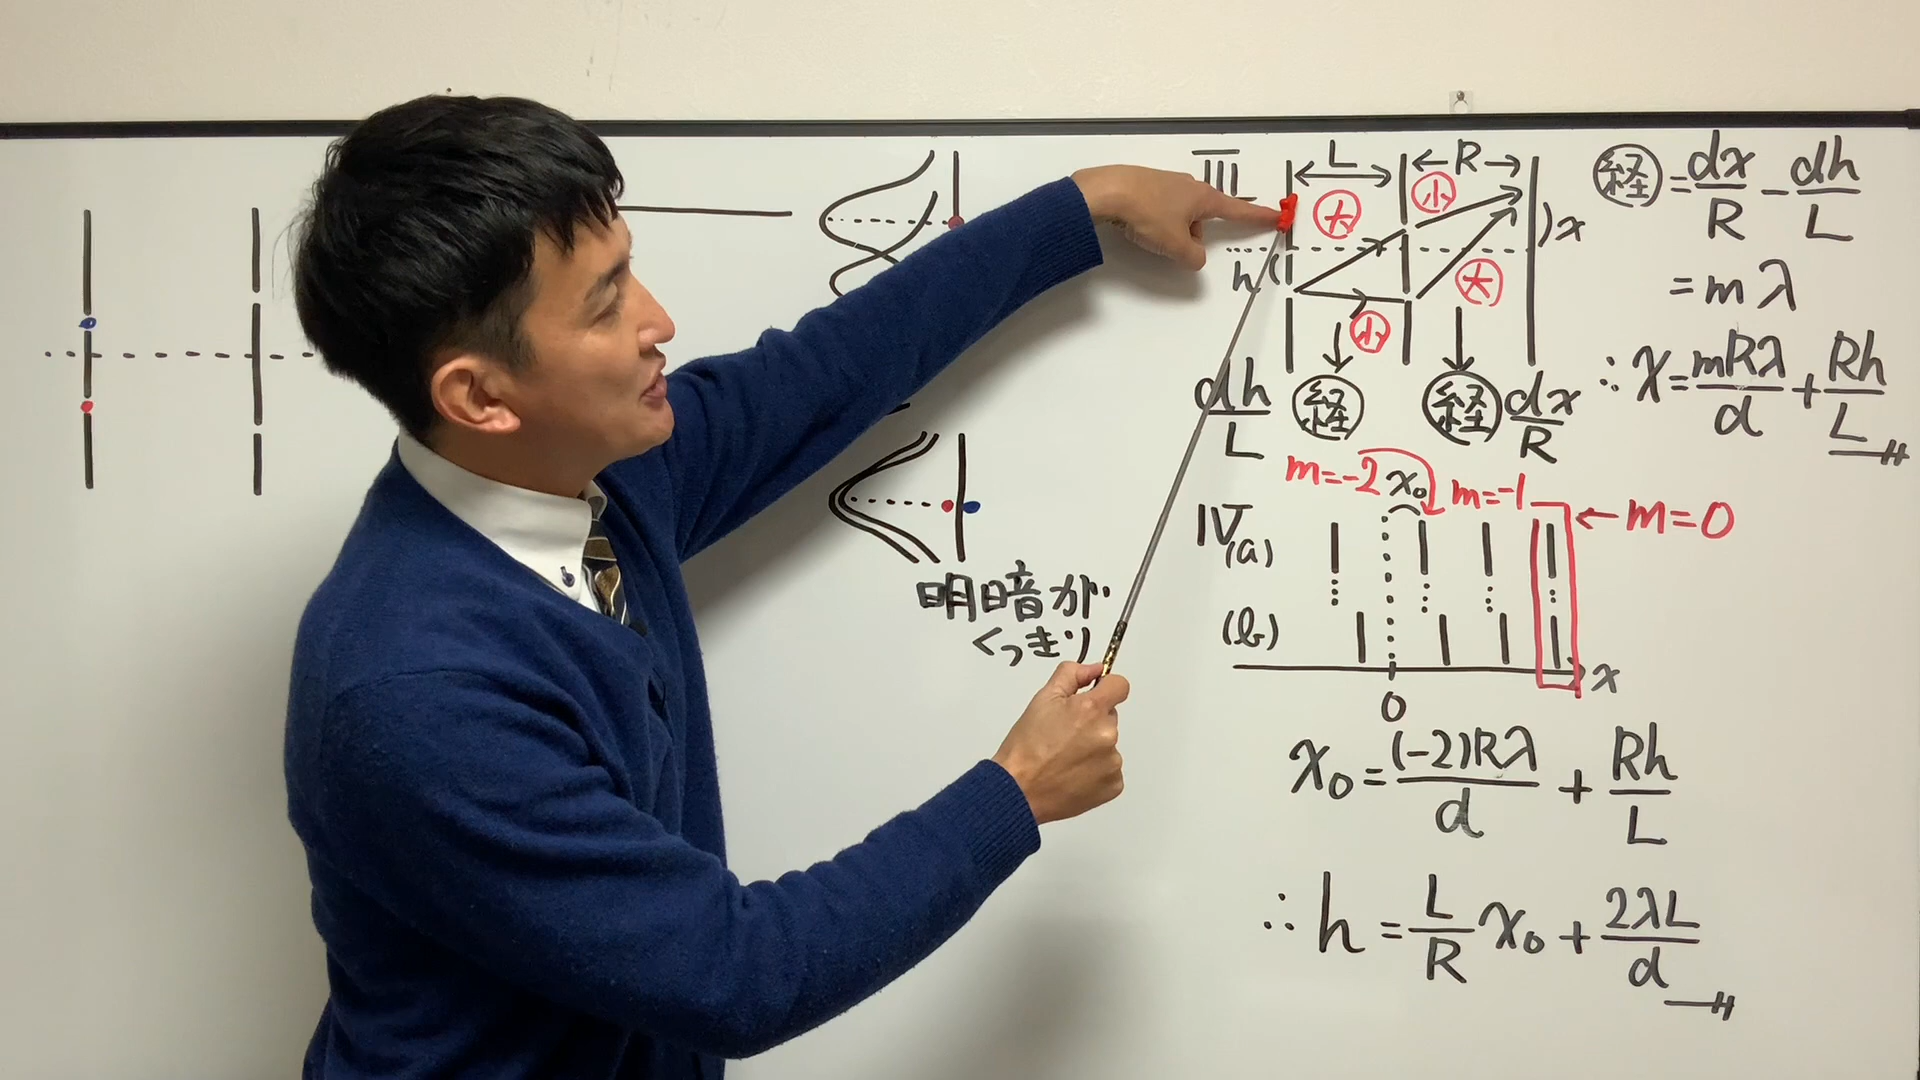 明暗が
くっきり
III
L
R
大
小
x
h
大
小
dh/L
経
経
dx/R
経 = dx/R - dh/L
= mλ
∴ x = mRλ/d + Rh/L
m=-2
x₀
m=-1
← m=0
IV(a)
(b)
x
0
x₀ = (-2)Rλ/d + Rh/L
∴ h = L/R x₀ + 2λL/d